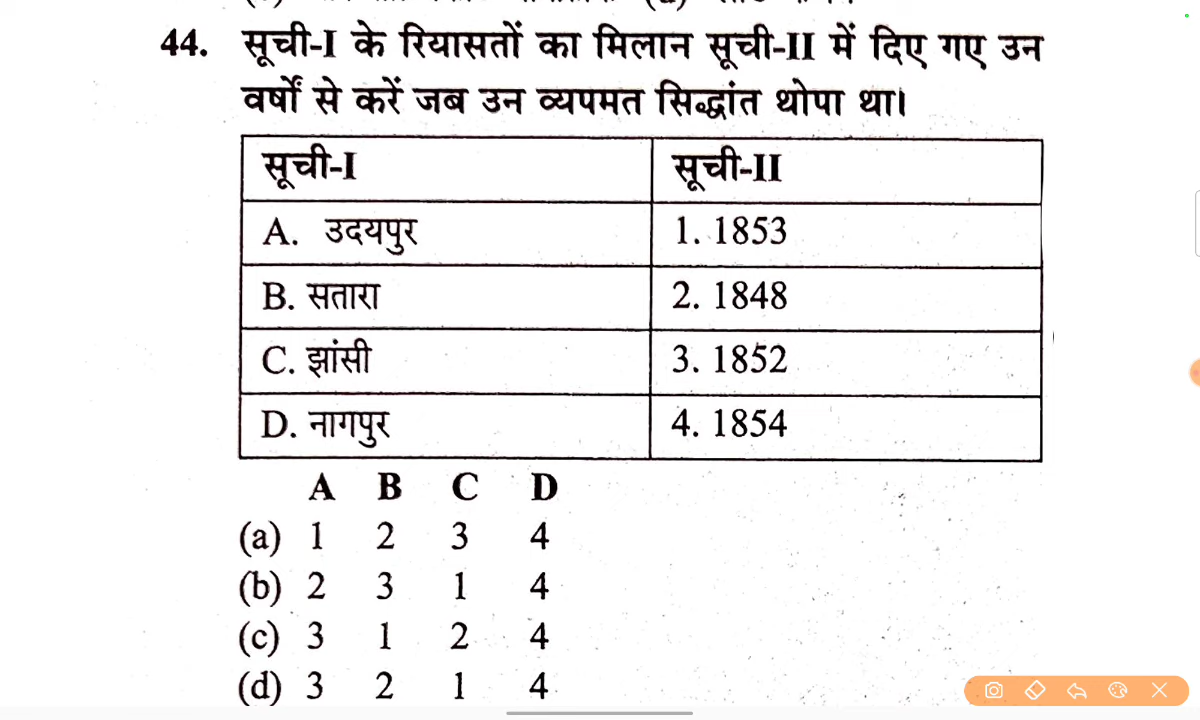 44. सूची-I के रियासतों का मिलान सूची-II में दिए गए उन
वर्षों से करें जब उन व्यपमत सिद्धांत थोपा था।
सूची-I सूची-II
A. उदयपुर 1. 1853
B. सतारा 2. 1848
C. झांसी 3. 1852
D. नागपुर 4. 1854
A B C D
(a) 1 2 3 4
(b) 2 3 1 4
(c) 3 1 2 4
(d) 3 2 1 4